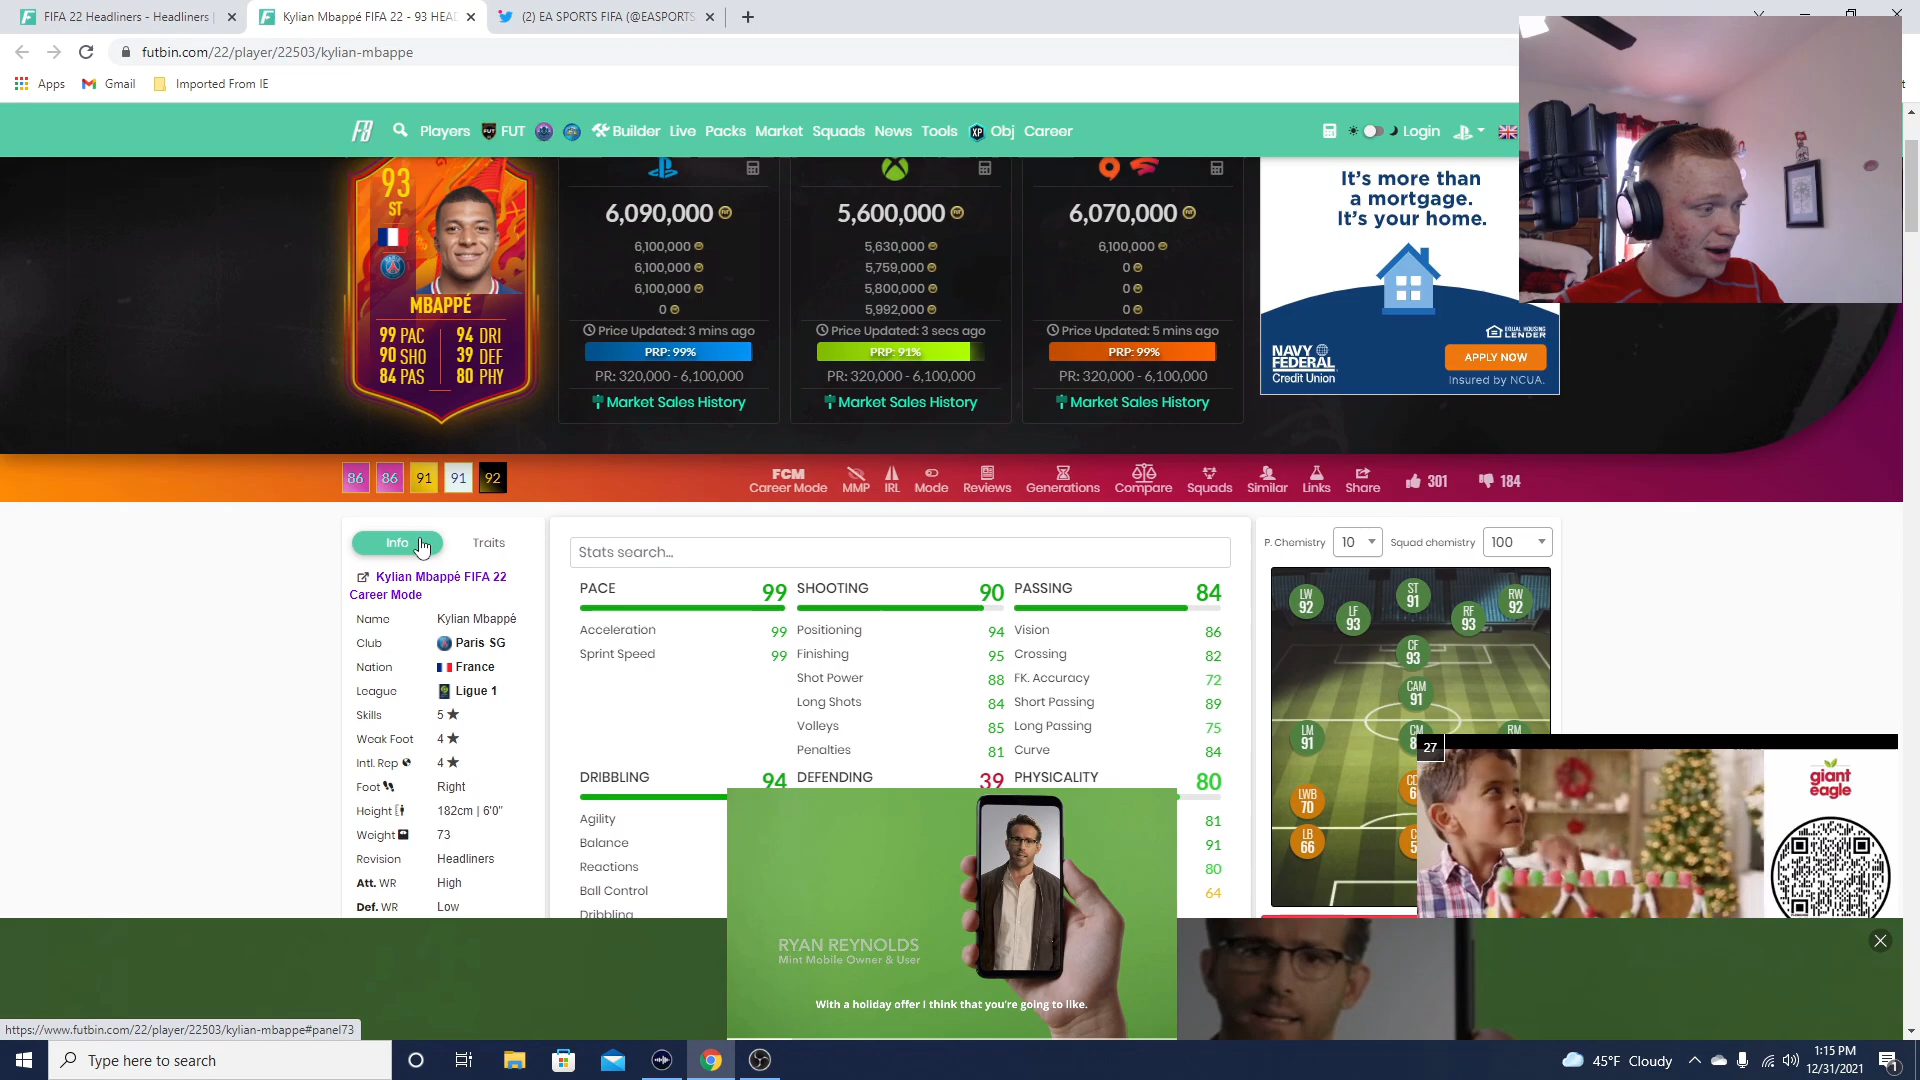 FIFA 22 Headliners - Headliners |
Kylian Mbappé FIFA 22 - 93 HEAD
(2) EA SPORTS FIFA (@EASPORTS
futbin.com/22/player/22503/kylian-mbappe
Apps Gmail Imported From IE
Players FUT Builder Live Packs Market Squads News Tools XP Obj Career Login
93
ST
MBAPPÉ
99 PAC 94 DRI
90 SHO 39 DEF
84 PAS 80 PHY
6,090,000
6,100,000
6,100,000
6,100,000
0
Price Updated: 3 mins ago
PRP: 99%
PR: 320,000 - 6,100,000
Market Sales History
5,600,000
5,630,000
5,759,000
5,800,000
5,992,000
Price Updated: 3 secs ago
PRP: 91%
PR: 320,000 - 6,100,000
Market Sales History
6,070,000
6,100,000
0
0
0
Price Updated: 5 mins ago
PRP: 99%
PR: 320,000 - 6,100,000
Market Sales History
It's more than
a mortgage.
It's your home.
EQUAL HOUSING
LENDER
NAVY
FEDERAL
Credit Union
APPLY NOW
Insured by NCUA.
86 86 91 91 92
FCM
Career Mode MMP IRL Mode Reviews Generations Compare Squads Similar Links Share 301 184
Info Traits
Kylian Mbappé FIFA 22
Career Mode
Name Kylian Mbappé
Club Paris SG
Nation France
League Ligue 1
Skills 5
Weak Foot 4
Intl. Rep 4
Foot Right
Height 182cm | 6'0"
Weight 73
Revision Headliners
Att. WR High
Def. WR Low
Stats search...
PACE 99
Acceleration 99
Sprint Speed 99
SHOOTING 90
Positioning 94
Finishing 95
Shot Power 88
Long Shots 84
Volleys 85
Penalties 81
PASSING 84
Vision 86
Crossing 82
FK. Accuracy 72
Short Passing 89
Long Passing 75
Curve 84
DRIBBLING 94
Agility
Balance
Reactions
Ball Control
Dribbling
DEFENDING 39
PHYSICALITY 80
81
91
80
64
P. Chemistry 10 Squad chemistry 100
LW
92
ST
91
RW
92
LF
93
RF
93
CF
93
CAM
91
LM
91
CM
8
RM
LWB
70
LB
66
27
giant
eagle
RYAN REYNOLDS
Mint Mobile Owner & User
With a holiday offer I think that you're going to like.
https://www.futbin.com/22/player/22503/kylian-mbappe#panel73
Type here to search
45°F Cloudy
1:15 PM
12/31/2021
1